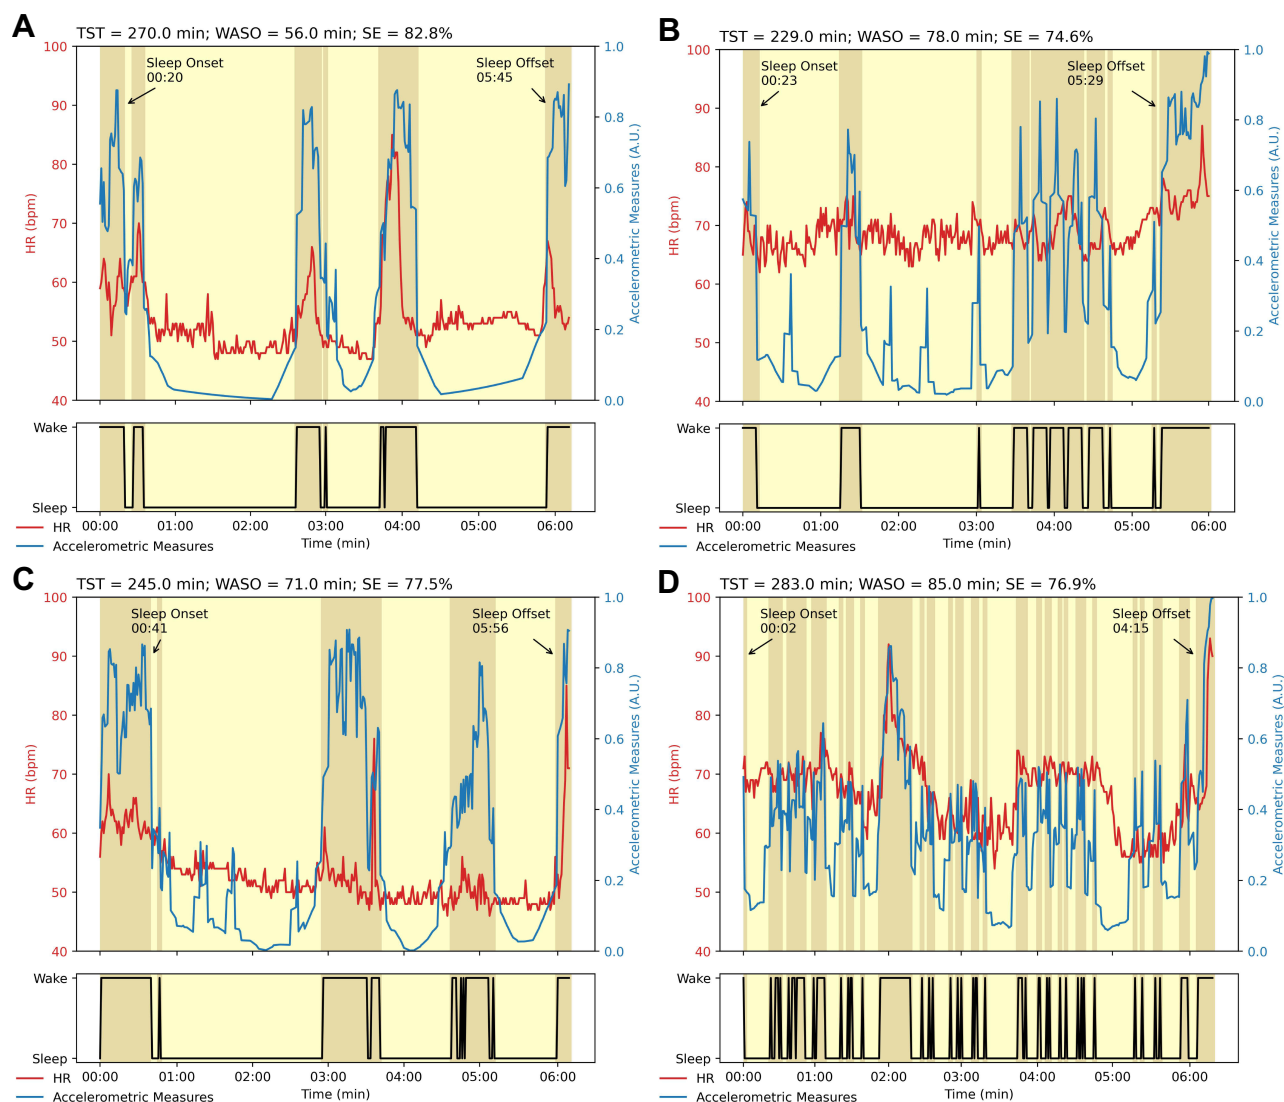 A
TST = 270.0 min; WASO = 56.0 min; SE = 82.8%
Sleep Onset
00:20
Sleep Offset
05:45
100
90
80
70
60
50
40
HR (bpm)
1.0
0.8
0.6
0.4
0.2
0.0
Accelerometric Measures (A.U.)
Wake
Sleep
00:00 01:00 02:00 03:00 04:00 05:00 06:00
Time (min)
HR
Accelerometric Measures
B
TST = 229.0 min; WASO = 78.0 min; SE = 74.6%
Sleep Onset
00:23
Sleep Offset
05:29
100
90
80
70
60
50
40
HR (bpm)
1.0
0.8
0.6
0.4
0.2
0.0
Accelerometric Measures (A.U.)
Wake
Sleep
00:00 01:00 02:00 03:00 04:00 05:00 06:00
Time (min)
HR
Accelerometric Measures
C
TST = 245.0 min; WASO = 71.0 min; SE = 77.5%
Sleep Onset
00:41
Sleep Offset
05:56
100
90
80
70
60
50
40
HR (bpm)
1.0
0.8
0.6
0.4
0.2
0.0
Accelerometric Measures (A.U.)
Wake
Sleep
00:00 01:00 02:00 03:00 04:00 05:00 06:00
Time (min)
HR
Accelerometric Measures
D
TST = 283.0 min; WASO = 85.0 min; SE = 76.9%
Sleep Onset
00:02
Sleep Offset
04:15
100
90
80
70
60
50
40
HR (bpm)
1.0
0.8
0.6
0.4
0.2
0.0
Accelerometric Measures (A.U.)
Wake
Sleep
00:00 01:00 02:00 03:00 04:00 05:00 06:00
Time (min)
HR
Accelerometric Measures